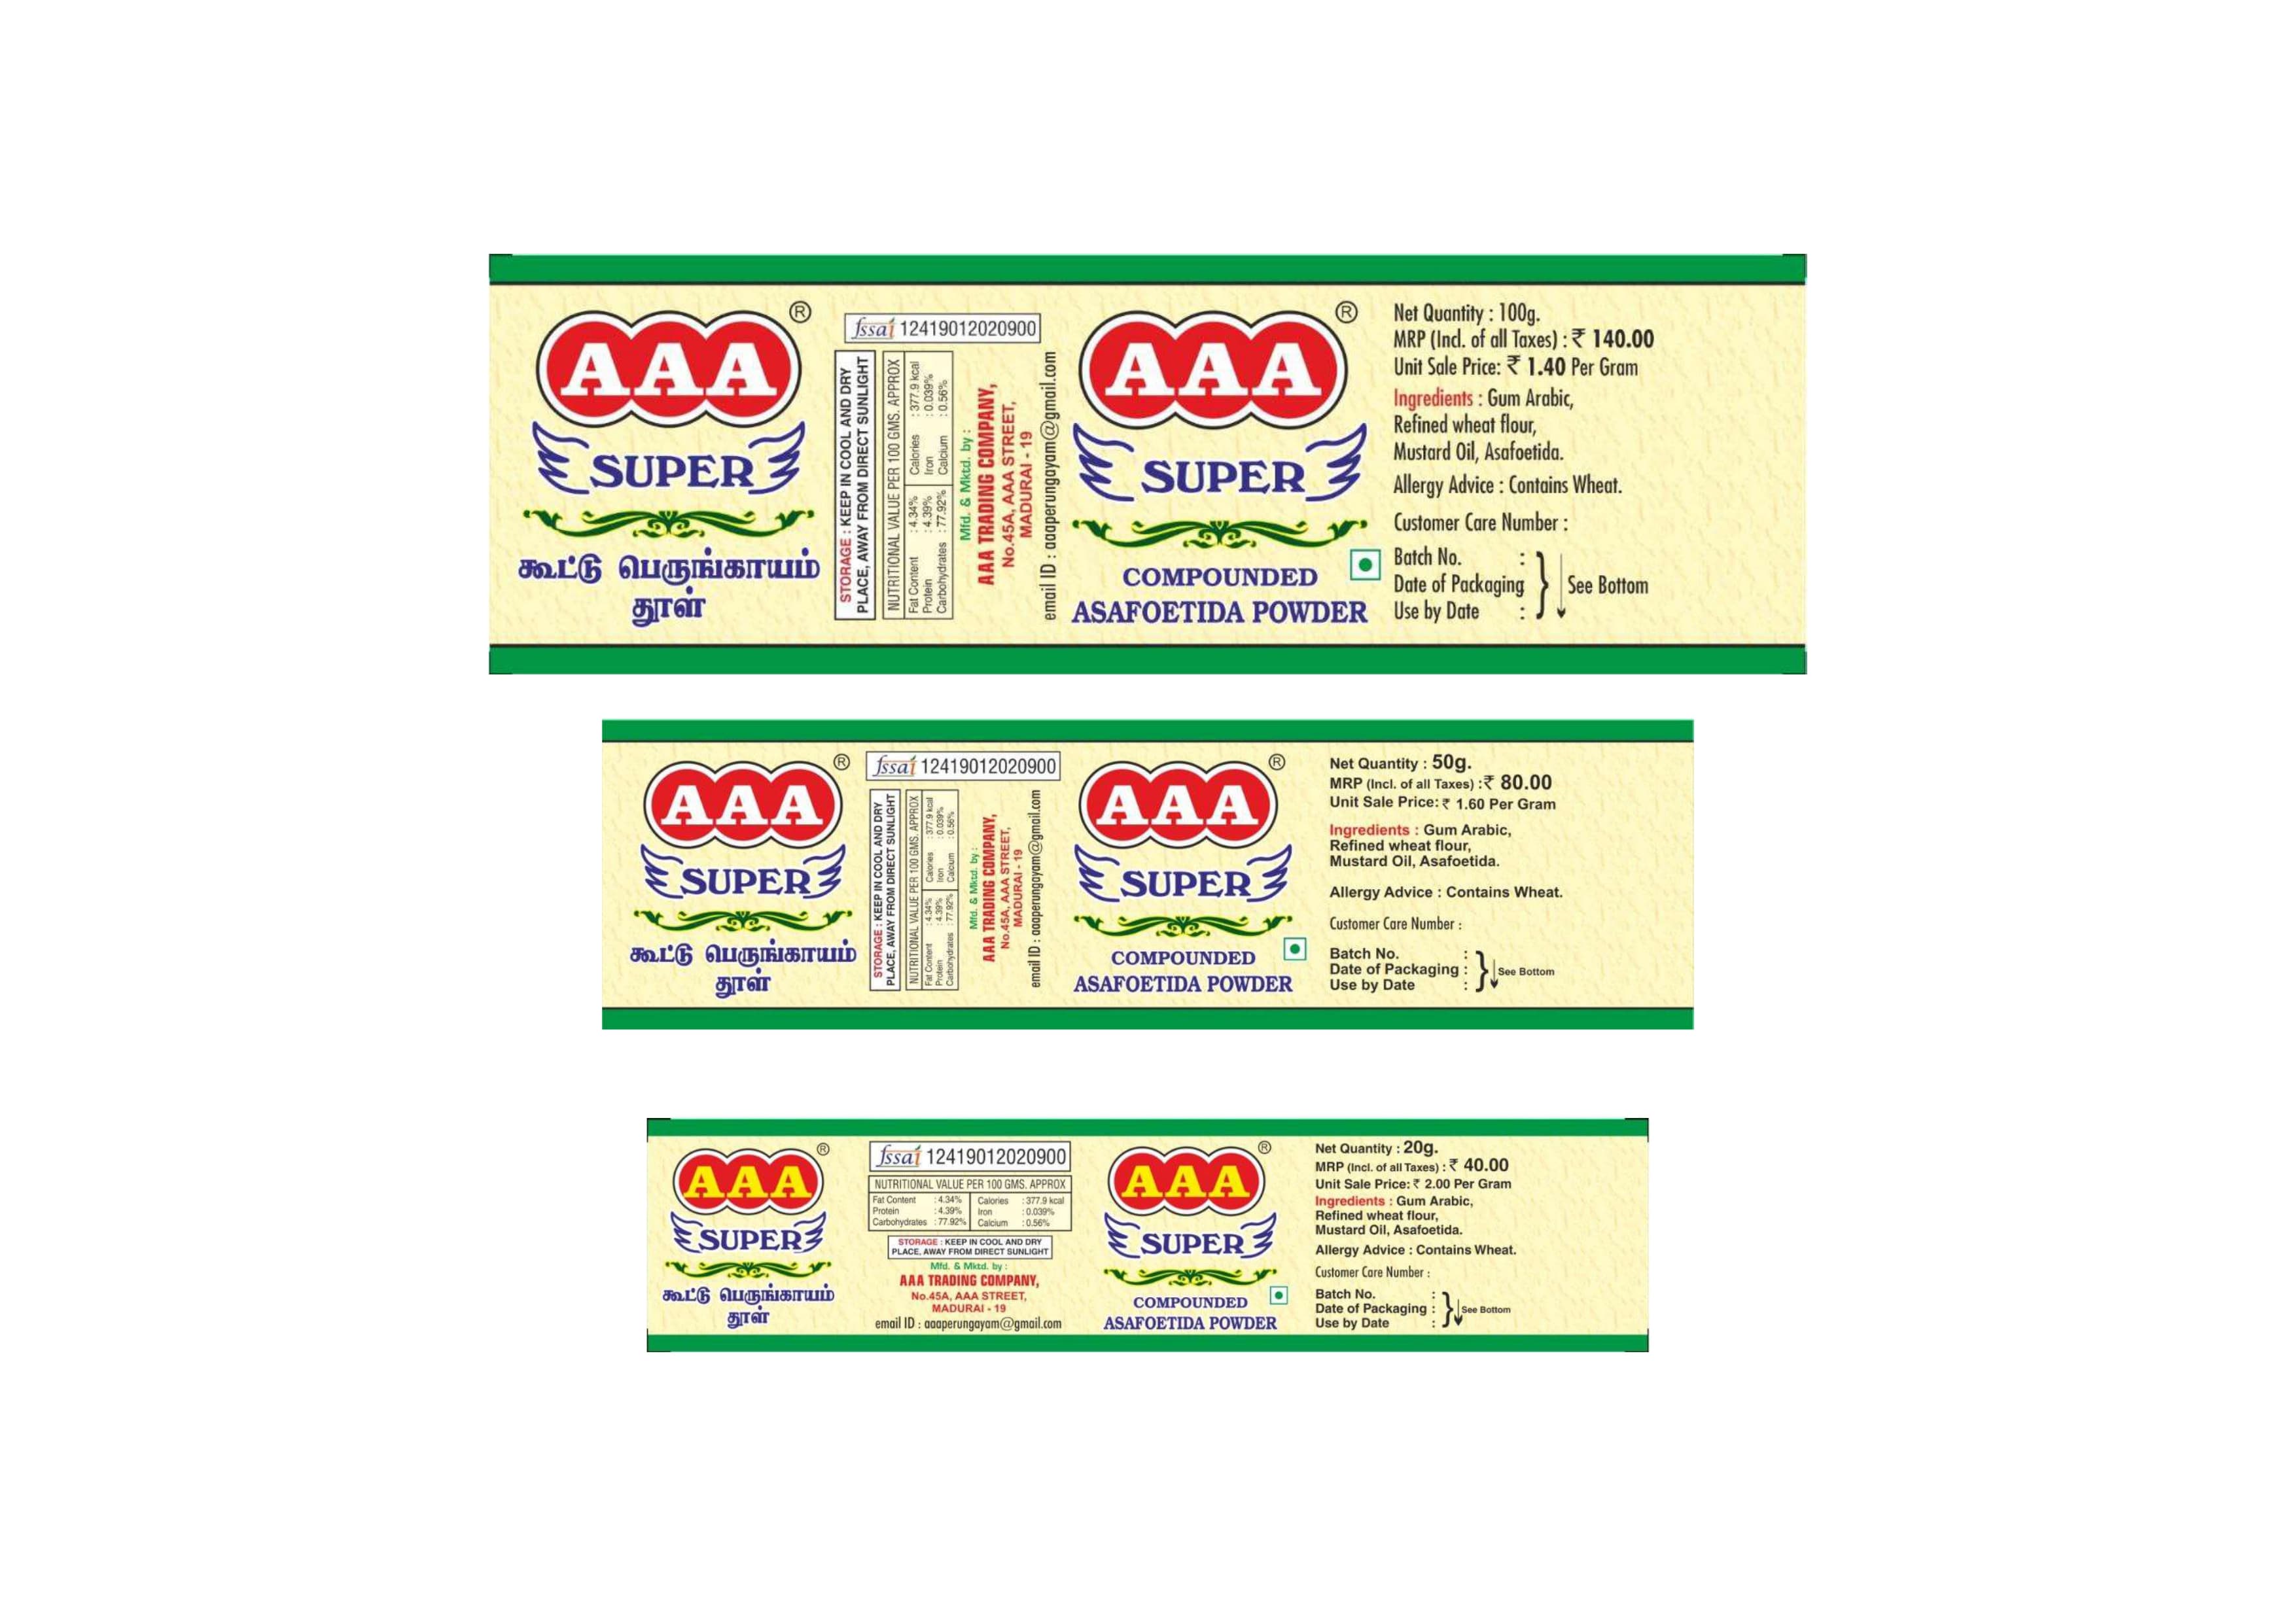 AAA
®
SUPER
கூட்டு பெருங்காயம்
தூள்
fssai 12419012020900
STORAGE : KEEP IN COOL AND DRY
PLACE, AWAY FROM DIRECT SUNLIGHT
NUTRITIONAL VALUE PER 100 GMS. APPROX
Fat Content : 4.34% Calories : 377.9 kcal
Protein : 4.39% Iron : 0.039%
Carbohydrates : 77.92% Calcium : 0.56%
Mfd. & Mktd. by :
AAA TRADING COMPANY,
No.45A, AAA STREET,
MADURAI - 19
email ID : aaaperungayam@gmail.com
AAA
®
SUPER
COMPOUNDED
ASAFOETIDA POWDER
Net Quantity : 100g.
MRP (Incl. of all Taxes) : ₹ 140.00
Unit Sale Price: ₹ 1.40 Per Gram
Ingredients : Gum Arabic,
Refined wheat flour,
Mustard Oil, Asafoetida.
Allergy Advice : Contains Wheat.
Customer Care Number :
Batch No. :
Date of Packaging See Bottom
Use by Date :
AAA
®
SUPER
கூட்டு பெருங்காயம்
தூள்
fssai 12419012020900
STORAGE : KEEP IN COOL AND DRY
PLACE, AWAY FROM DIRECT SUNLIGHT
NUTRITIONAL VALUE PER 100 GMS. APPROX
Fat Content : 4.34% Calories : 377.9 kcal
Protein : 4.39% Iron : 0.039%
Carbohydrates : 77.92% Calcium : 0.56%
Mfd. & Mktd. by :
AAA TRADING COMPANY,
No.45A, AAA STREET,
MADURAI - 19
email ID : aaaperungayam@gmail.com
AAA
®
SUPER
COMPOUNDED
ASAFOETIDA POWDER
Net Quantity : 50g.
MRP (Incl. of all Taxes) : ₹ 80.00
Unit Sale Price: ₹ 1.60 Per Gram
Ingredients : Gum Arabic,
Refined wheat flour,
Mustard Oil, Asafoetida.
Allergy Advice : Contains Wheat.
Customer Care Number :
Batch No. :
Date of Packaging : See Bottom
Use by Date :
AAA
®
SUPER
கூட்டு பெருங்காயம்
தூள்
fssai 12419012020900
NUTRITIONAL VALUE PER 100 GMS. APPROX
Fat Content : 4.34% Calories : 377.9 kcal
Protein : 4.39% Iron : 0.039%
Carbohydrates : 77.92% Calcium : 0.56%
STORAGE : KEEP IN COOL AND DRY
PLACE, AWAY FROM DIRECT SUNLIGHT
Mfd. & Mktd. by :
AAA TRADING COMPANY,
No.45A, AAA STREET,
MADURAI - 19
email ID : aaaperungayam@gmail.com
AAA
®
SUPER
COMPOUNDED
ASAFOETIDA POWDER
Net Quantity : 20g.
MRP (Incl. of all Taxes) : ₹ 40.00
Unit Sale Price: ₹ 2.00 Per Gram
Ingredients : Gum Arabic,
Refined wheat flour,
Mustard Oil, Asafoetida.
Allergy Advice : Contains Wheat.
Customer Care Number :
Batch No. :
Date of Packaging : See Bottom
Use by Date :